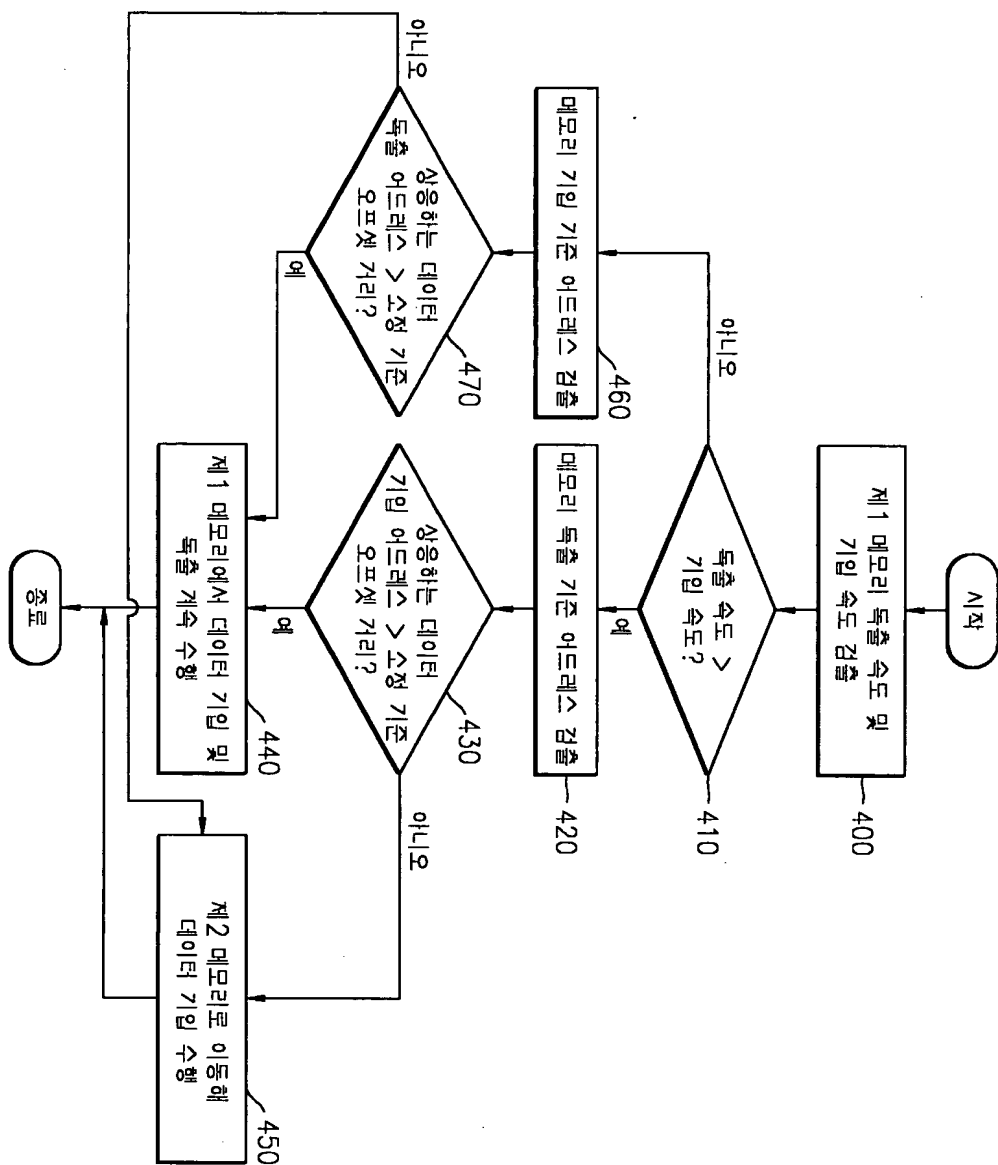 시작
제1 메모리 독출 속도 및
기입 속도 검출
400
독출 속도 >
기입 속도?
410
아니오
예
메모리 기입 기준 어드레스 검출
460
메모리 독출 기준 어드레스 검출
420
상응하는 데이터
독출 어드레스 > 소정 기준
오프셋 거리?
470
아니오
예
상응하는 데이터
기입 어드레스 > 소정 기준
오프셋 거리?
430
예
아니오
제1 메모리에서 데이터 기입 및
독출 계속 수행
440
제2 메모리로 이동해
데이터 기입 수행
450
종료